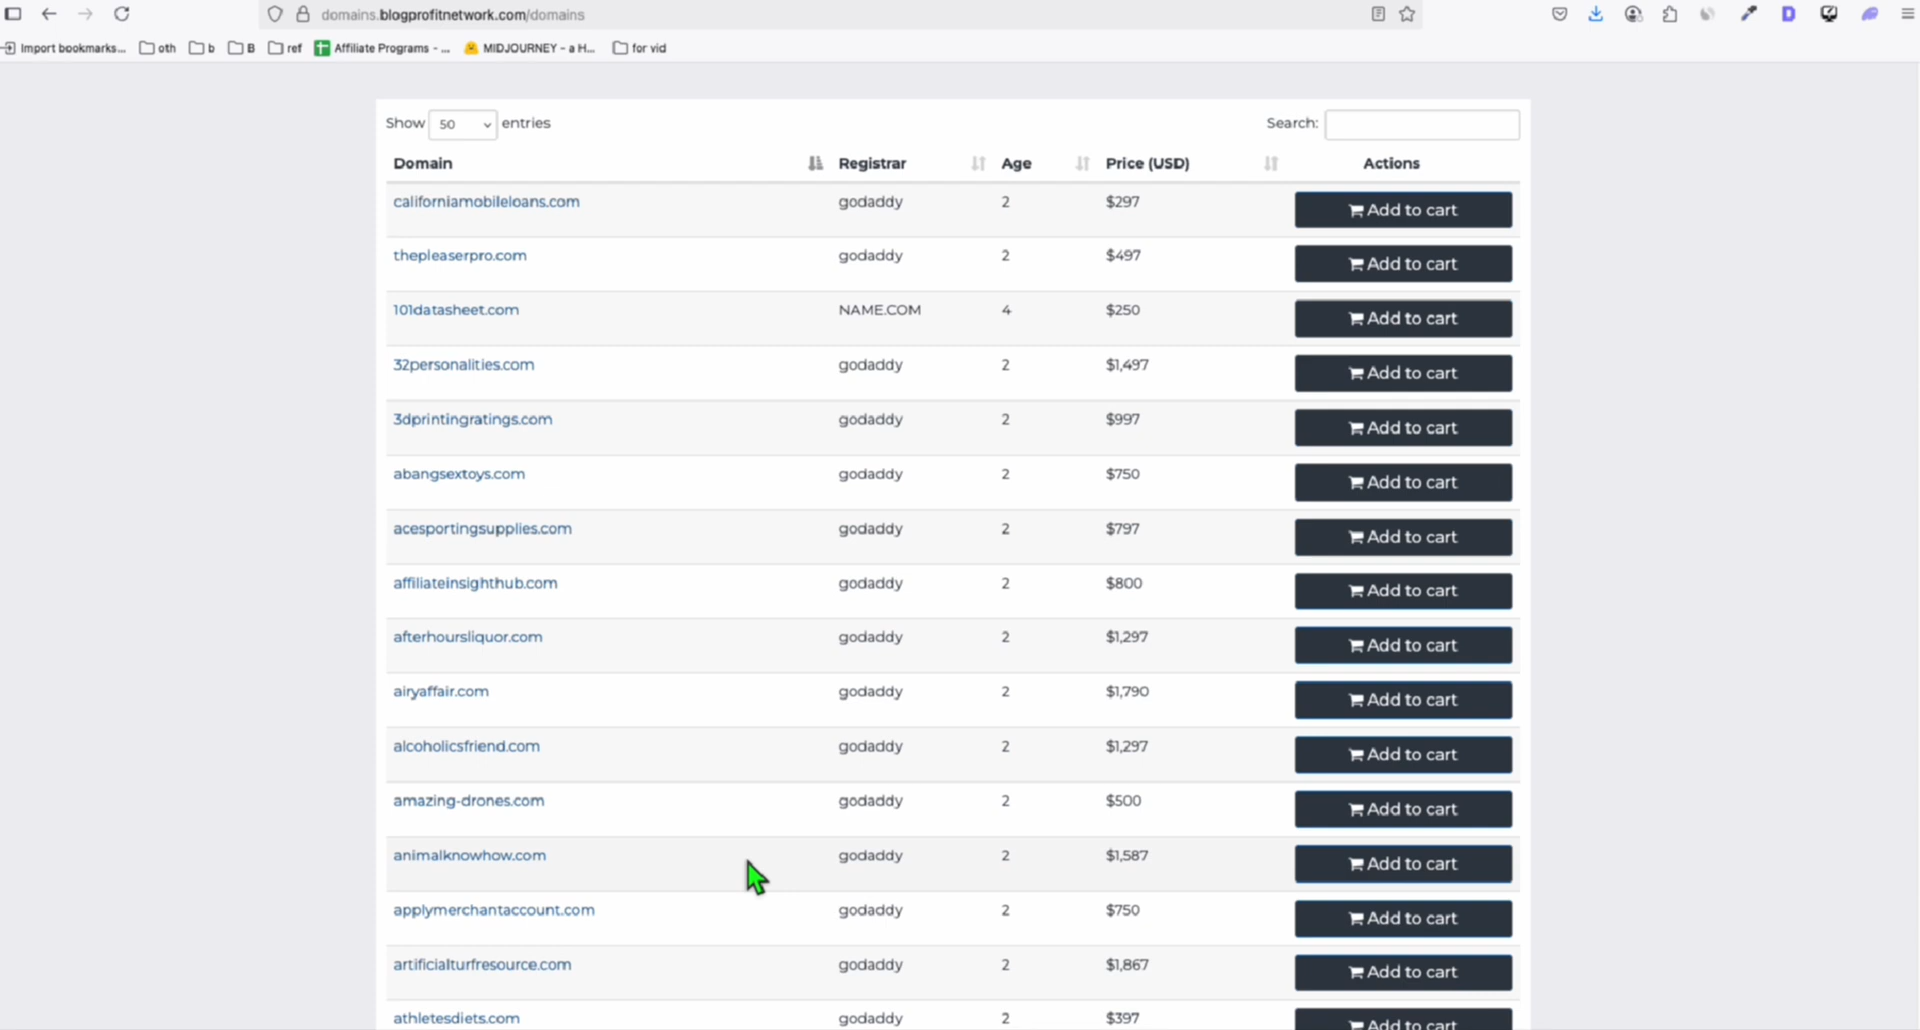 domains.blogprofitnetwork.com/domains
Import bookmarks... oth b B ref Affiliate Programs - ... MIDJOURNEY - a H... for vid
Show 50 entries Search:
Domain Registrar Age Price (USD) Actions
californiamobileloans.com godaddy 2 $297 Add to cart
thepleaserpro.com godaddy 2 $497 Add to cart
101datasheet.com NAME.COM 4 $250 Add to cart
32personalities.com godaddy 2 $1,497 Add to cart
3dprintingratings.com godaddy 2 $997 Add to cart
abangsextoys.com godaddy 2 $750 Add to cart
acesportingsupplies.com godaddy 2 $797 Add to cart
affiliateinsighthub.com godaddy 2 $800 Add to cart
afterhoursliquor.com godaddy 2 $1,297 Add to cart
airyaffair.com godaddy 2 $1,790 Add to cart
alcoholicsfriend.com godaddy 2 $1,297 Add to cart
amazing-drones.com godaddy 2 $500 Add to cart
animalknowhow.com godaddy 2 $1,587 Add to cart
applymerchantaccount.com godaddy 2 $750 Add to cart
artificialturfresource.com godaddy 2 $1,867 Add to cart
athletesdiets.com godaddy 2 $397 Add to cart